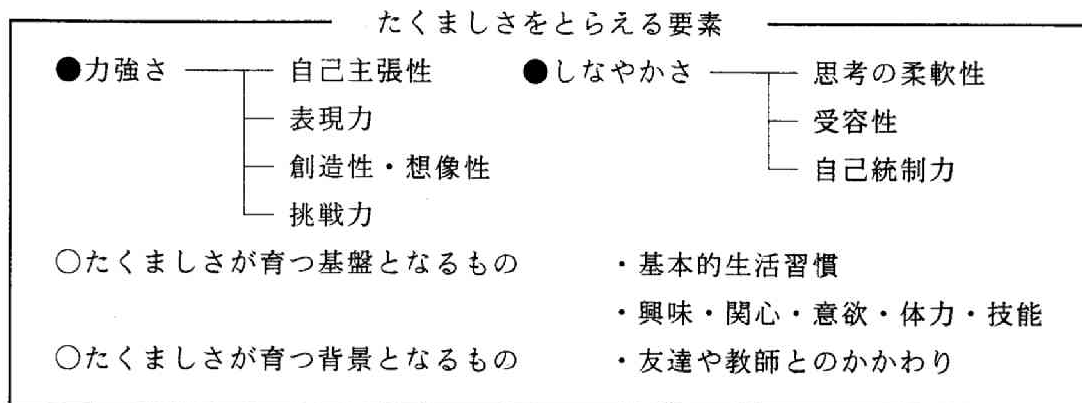 たくましさをとらえる要素
●力強さ 自己主張性 ●しなやかさ 思考の柔軟性
表現力 受容性
創造性・想像性 自己統制力
挑戦力
○たくましさが育つ基盤となるもの ・基本的生活習慣
・興味・関心・意欲・体力・技能
○たくましさが育つ背景となるもの ・友達や教師とのかかわり